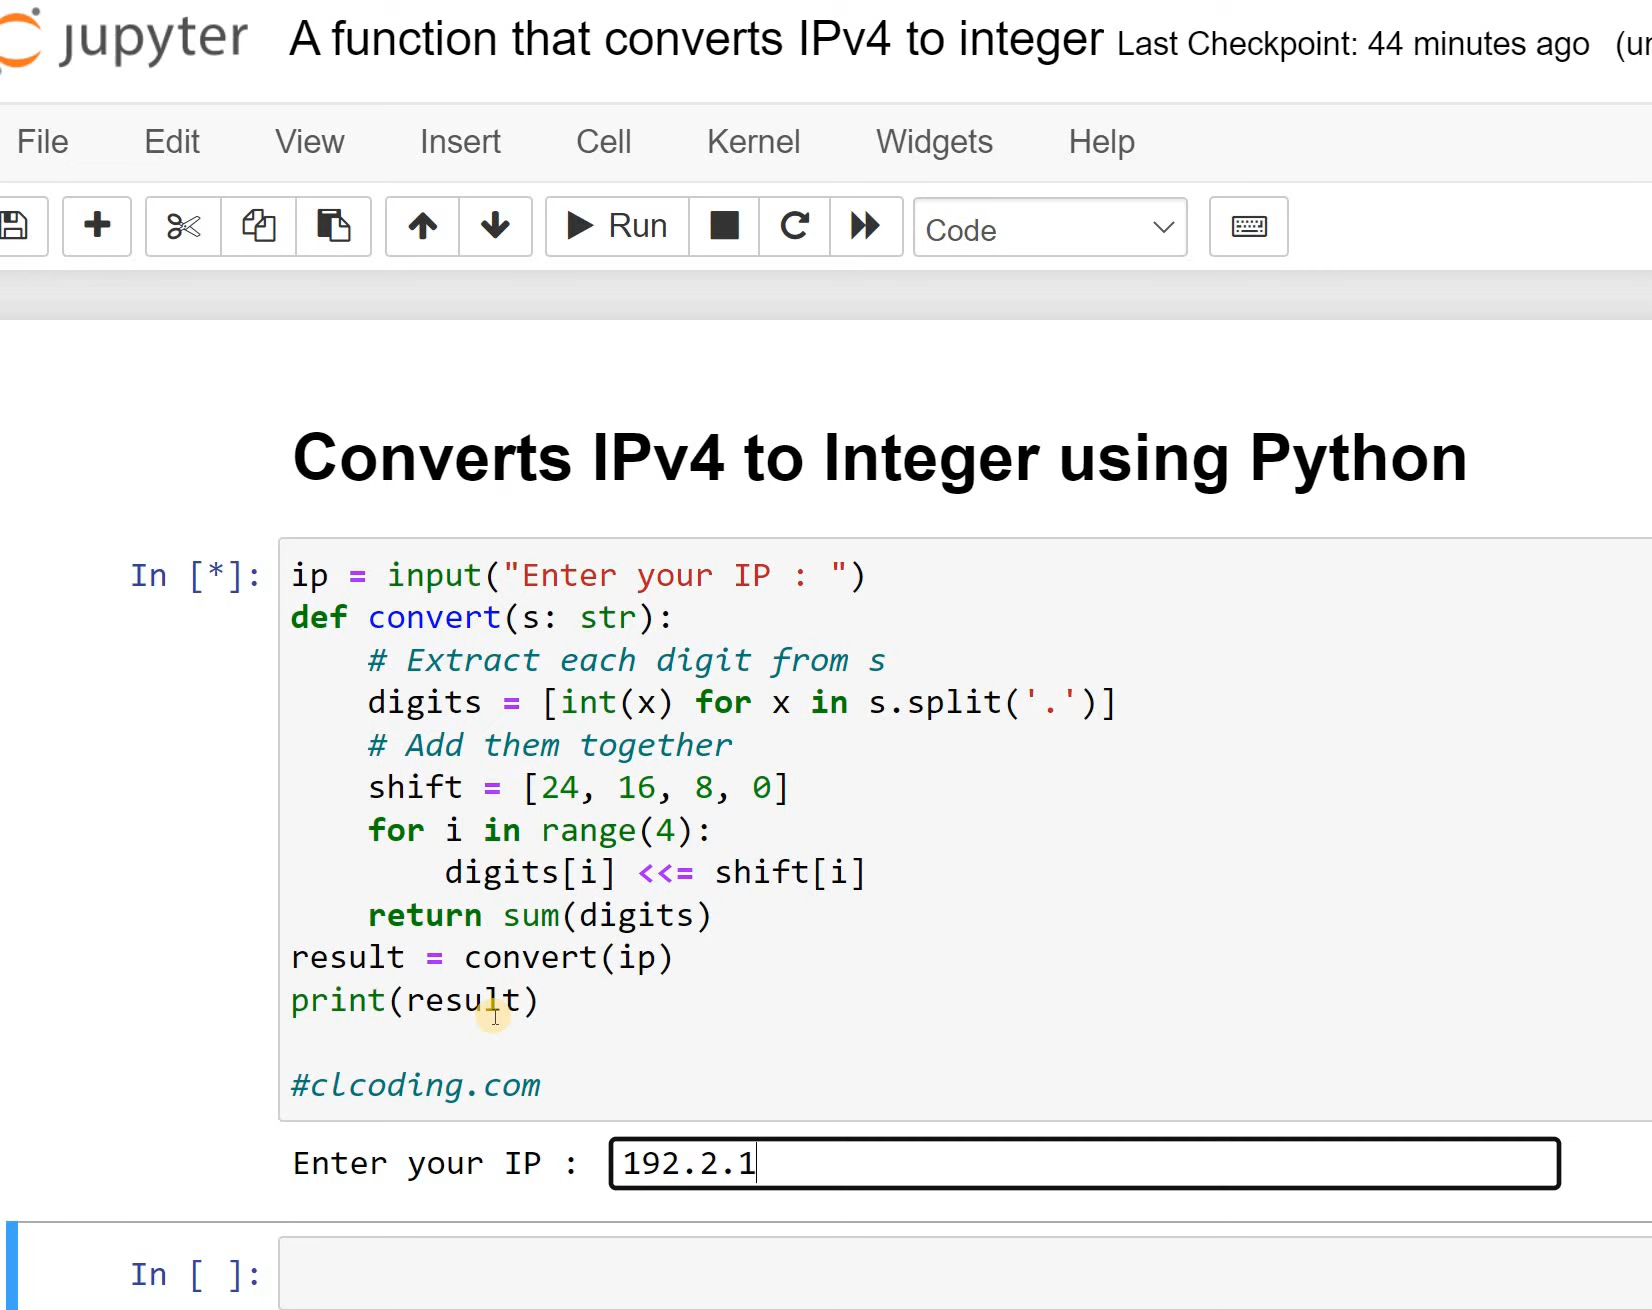 jupyter A function that converts IPv4 to integer Last Checkpoint: 44 minutes ago (ur
File Edit View Insert Cell Kernel Widgets Help
Run Code
Converts IPv4 to Integer using Python
In [*]: ip = input("Enter your IP : ")
def convert(s: str):
    # Extract each digit from s
    digits = [int(x) for x in s.split('.')]
    # Add them together
    shift = [24, 16, 8, 0]
    for i in range(4):
        digits[i] <<= shift[i]
    return sum(digits)
result = convert(ip)
print(result)
#clcoding.com
Enter your IP : 192.2.1
In [ ]: